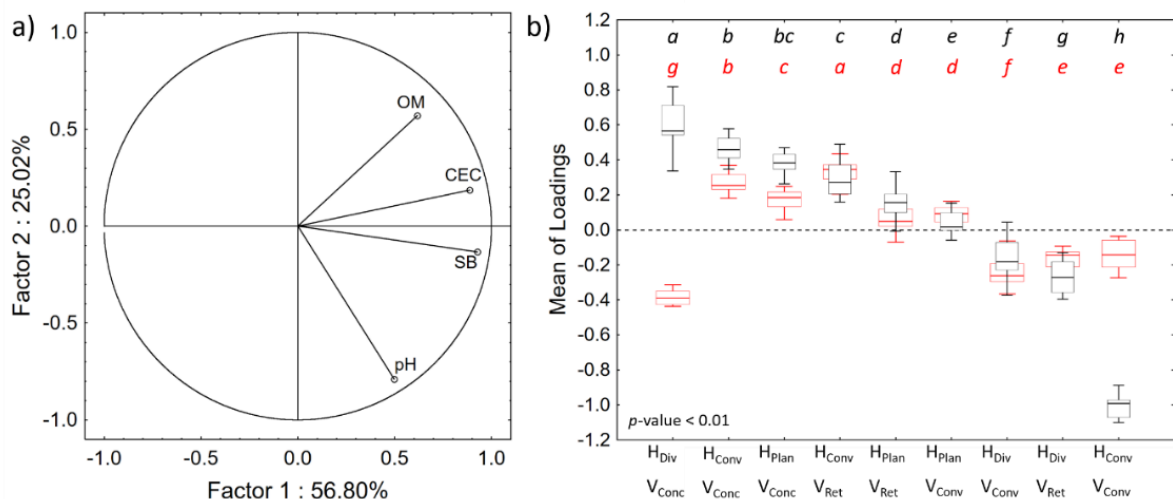 a)
1.0
0.5
0.0
-0.5
-1.0
Factor 2 : 25.02%
OM
CEC
SB
pH
-1.0 -0.5 0.0 0.5 1.0
Factor 1 : 56.80%
b)
1.2
1.0
0.8
0.6
0.4
0.2
0.0
-0.2
-0.4
-0.6
-0.8
-1.0
-1.2
Mean of Loadings
a b bc c d e f g h
g b c a d d f e e
p-value < 0.01
HDiv HConv HPlan HConv HPlan HPlan HDiv HDiv HConv
VConc VConc VConc VRet VRet VConv VConv VRet VConv